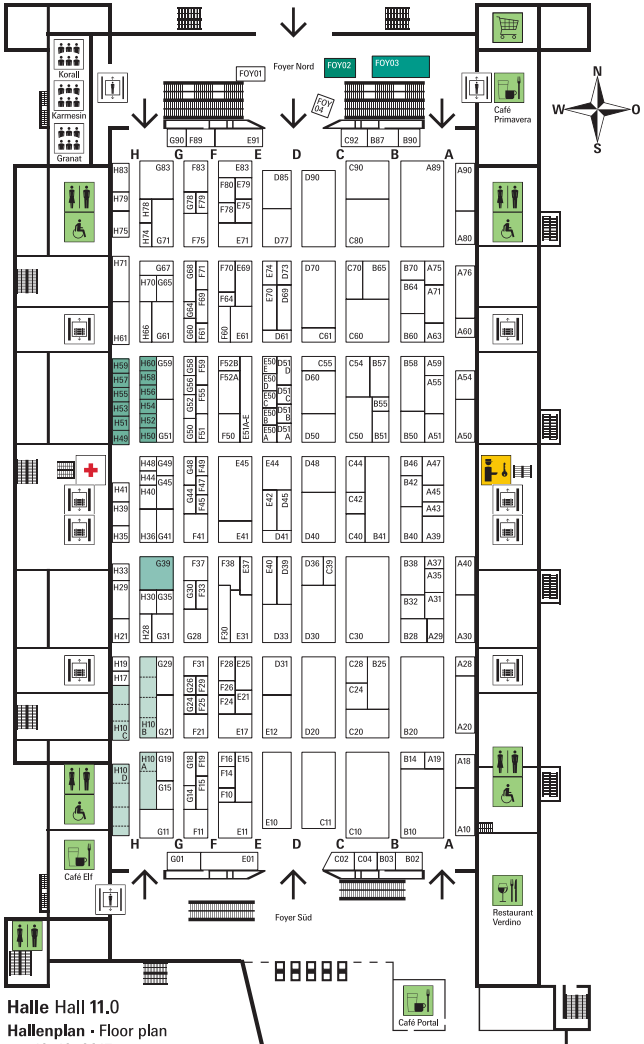 FOY01
Foyer Nord
FOY02
FOY03
FOY
04
Korall
Karmesin
Granat
Café
Primavera
N
W
O
S
G90
F89
E91
C92
B87
B90
H
G
F
E
D
C
B
A
H83
G83
F83
E83
D85
D90
C90
A89
A90
F80
E79
H79
H78
G78
F79
F78
E75
H75
H74
G71
F75
E71
D77
C80
A80
H71
G67
G68
F71
F70
E69
E74
D73
D70
C70
B65
B70
A75
A76
H70
G65
F69
E70
D69
B64
A71
F64
G64
H61
H66
G61
G60
F61
F60
E61
D61
C61
C60
B60
A63
A60
H59
H60
G59
G58
F59
F52B
E50
E
D51
D
C55
C54
B57
B58
A59
H57
H58
G56
F52A
E50
D
D60
A55
A54
H55
H56
F55
E50
C
D51
C
H53
H54
G52
B55
H51
H52
E50
B
D51
B
H49
H50
G51
G50
F51
F50
E51A-E
E50
A
D51
A
D50
C50
B51
B50
A51
A50
H48
G49
G48
F49
E45
E44
D48
C44
B46
A47
H44
G45
F47
B42
H41
H40
G44
F45
E42
D45
C42
A45
H39
A43
H35
H36
G41
F41
E41
D41
D40
C40
B41
B40
A39
H33
G39
F37
F38
E37
E40
D39
D36
C39
B38
A37
A40
A35
H29
H30
G35
G30
F33
B32
A31
H21
H28
G31
G28
F30
E31
D33
D30
C30
B28
A29
A30
H19
G29
F31
F28
E25
D31
C28
B25
A28
H17
G26
F29
F26
C24
G24
F25
F24
E21
H10
C
H10
B
G21
F21
E17
E12
D20
C20
B20
A20
H10
D
H10
A
G19
G18
F19
F16
E15
B14
A19
A18
G15
F15
F14
G14
F10
G11
F11
E11
E10
C11
C10
B10
A10
H
G
F
E
D
C
B
A
G01
E01
C02
C04
B03
B02
Café Elf
Foyer Süd
Restaurant
Verdino
Café Portal
Halle Hall 11.0
Hallenplan · Floor plan